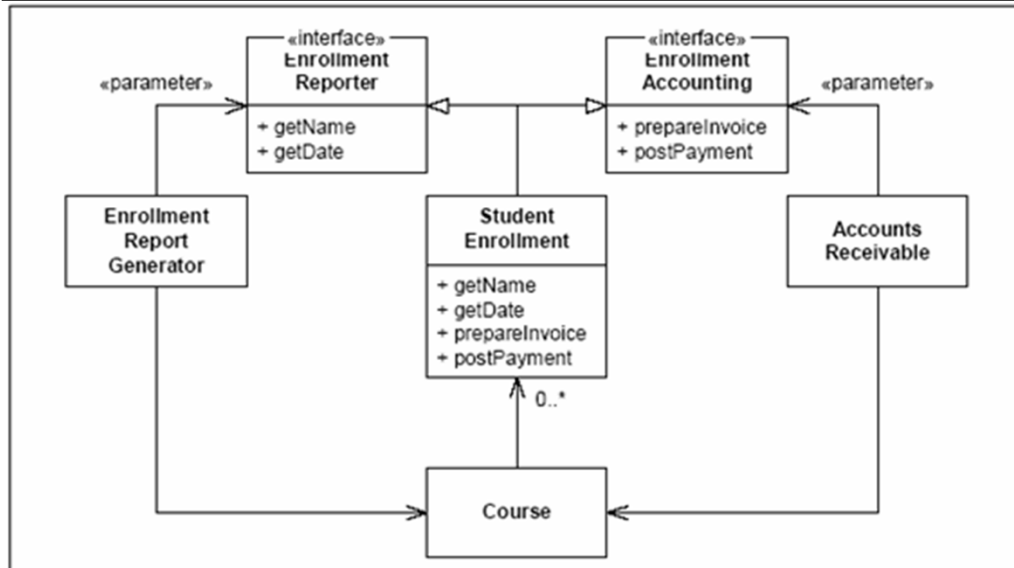 «interface»
Enrollment
Reporter
+ getName
+ getDate
«interface»
Enrollment
Accounting
+ prepareInvoice
+ postPayment
«parameter»
«parameter»
Enrollment
Report
Generator
Student
Enrollment
+ getName
+ getDate
+ prepareInvoice
+ postPayment
Accounts
Receivable
0..*
Course